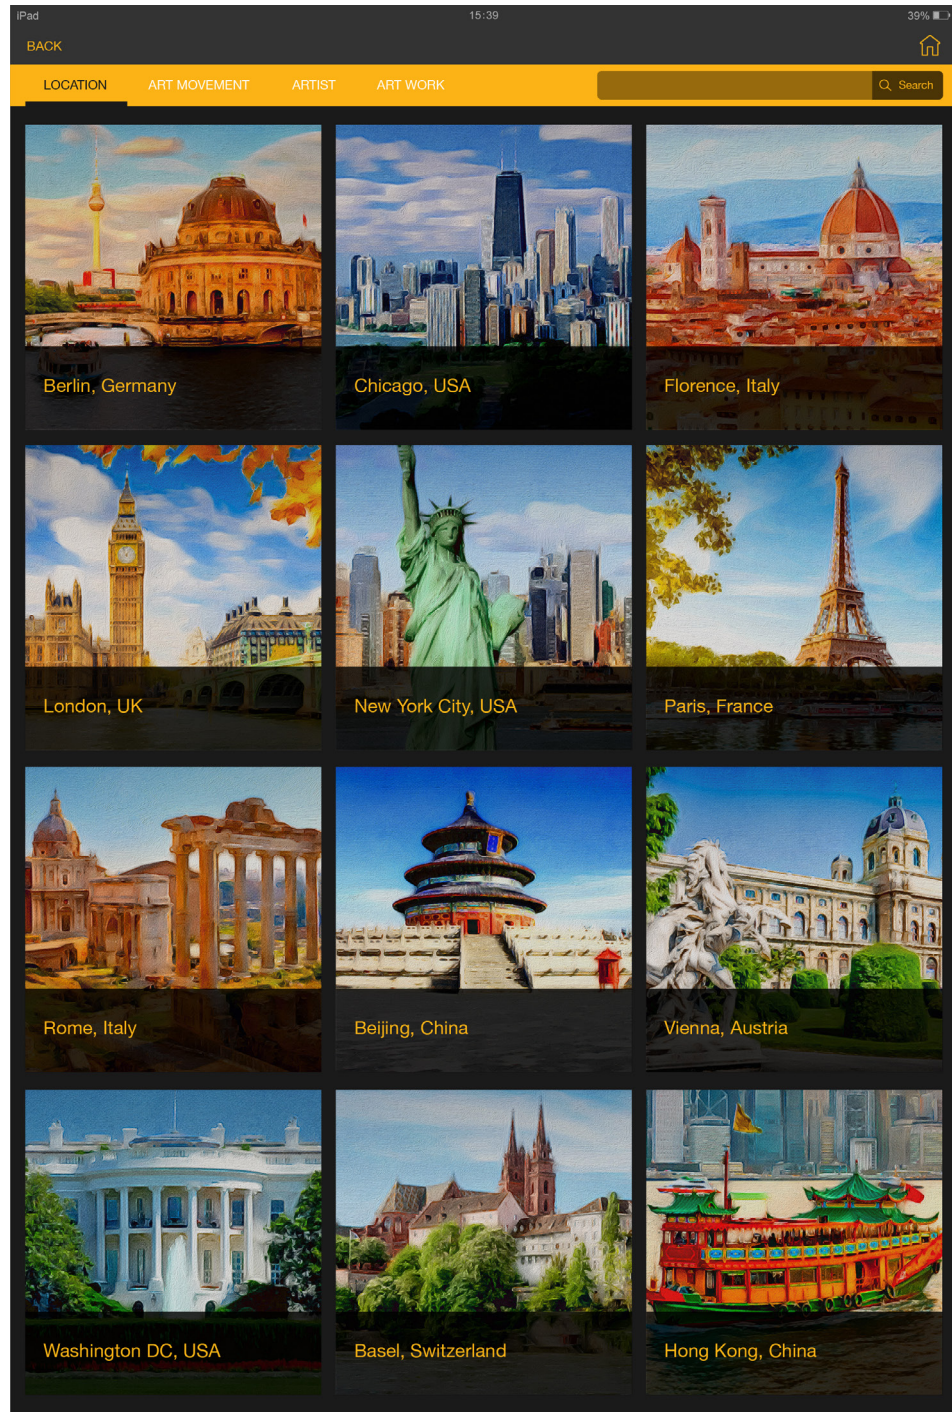 iPad 15:39 39%
BACK
LOCATION ART MOVEMENT ARTIST ART WORK Search
Berlin, Germany Chicago, USA Florence, Italy
London, UK New York City, USA Paris, France
Rome, Italy Beijing, China Vienna, Austria
Washington DC, USA Basel, Switzerland Hong Kong, China